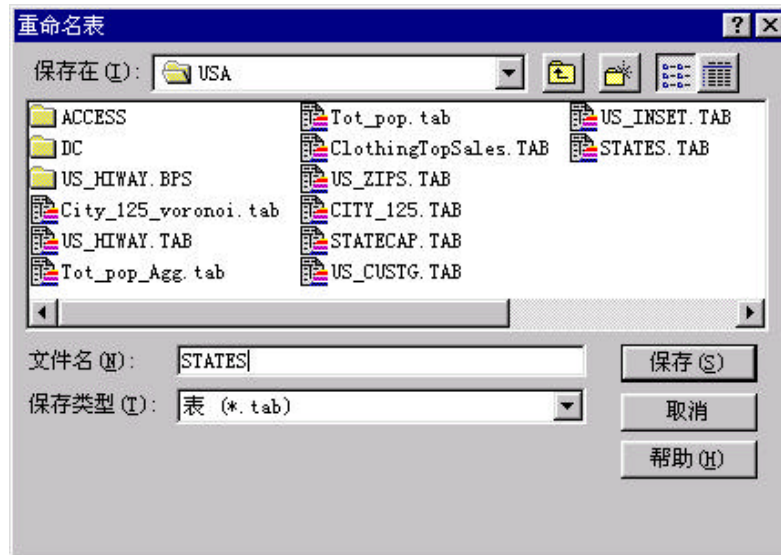 重命名表
保存在(I): USA
ACCESS
DC
US_HIWAY.BPS
City_125_voronoi.tab
US_HIWAY.TAB
Tot_pop_Agg.tab
Tot_pop.tab
ClothingTopSales.TAB
US_ZIPS.TAB
CITY_125.TAB
STATECAP.TAB
US_CUSTG.TAB
US_INSET.TAB
STATES.TAB
文件名(N): STATES
保存(S)
保存类型(T): 表 (*.tab)
取消
帮助(H)